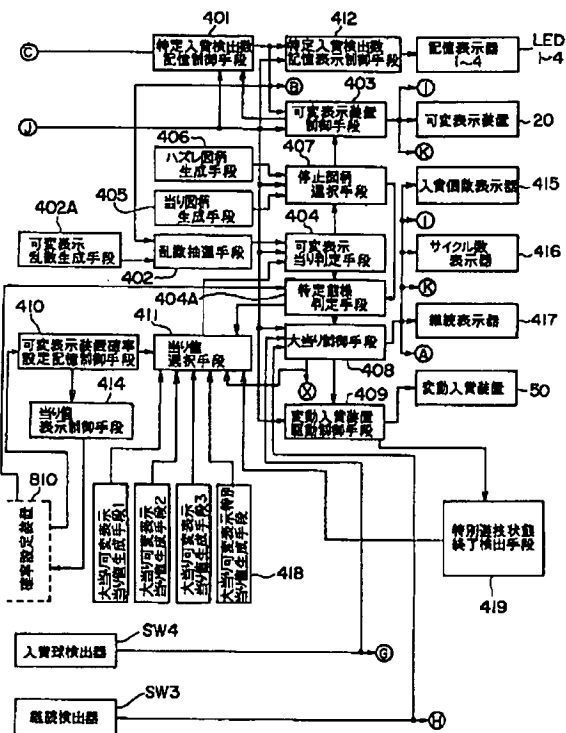 401
412
LED
1~4
Ⓒ
特定入賞検出数
記憶制御手段
特定入賞検出数
記憶表示制御手段
記憶表示器
1~4
Ⓑ
403
Ⓘ
Ⓙ
可変表示装置
制御手段
可変表示装置
20
406
Ⓚ
ハズレ図柄
生成手段
407
停止図柄
選択手段
入賞個数表示器
415
405
当り図柄
生成手段
404
Ⓘ
402A
可変表示
乱数生成手段
乱数抽選手段
可変表示
当り判定手段
サイクル数
表示器
416
402
404A
Ⓚ
410
411
特定図柄
判定手段
可変表示装置確率
設定記憶制御手段
当り値
選択手段
大当り制御手段
継続表示器
417
408
Ⓐ
414
Ⓧ
409
当り値
表示制御手段
変動入賞装置
駆動制御手段
変動入賞装置
50
810
確率設定装置
大当り可変表示
当り値生成手段1
大当り可変表示
当り値生成手段2
大当り可変表示
当り値生成手段3
大当り可変表示特別
当り値生成手段
418
特別遊技状態
終了検出手段
419
SW4
入賞球検出器
Ⓖ
SW3
継続検出器
Ⓗ